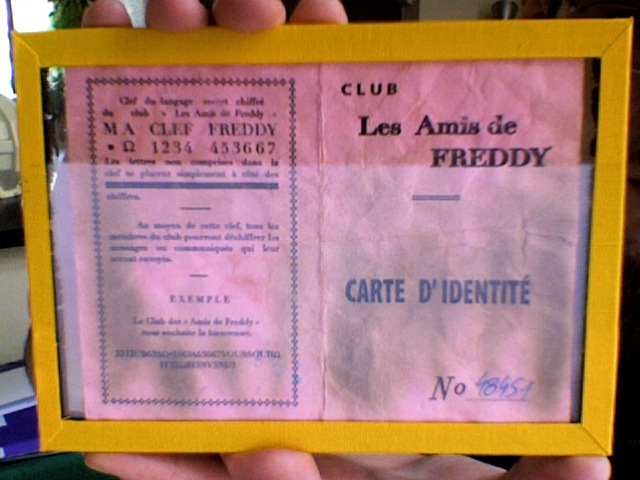 Clef du langage secret chiffré
du club « Les Amis de Freddy »
MA CLEF FREDDY
• Ω 1234 453667
Les lettres non comprises dans la
clef se placent simplement à côté des
chiffres.
Au moyen de cette clef, tous les
membres du club pourront déchiffrer les
messages ou communiqués qui leur
seront envoyés.
EXEMPLE
Le Club des « Amis de Freddy »
vous souhaite la bienvenue.
CLUB
Les Amis de
FREDDY
CARTE D'IDENTITÉ
No 48951